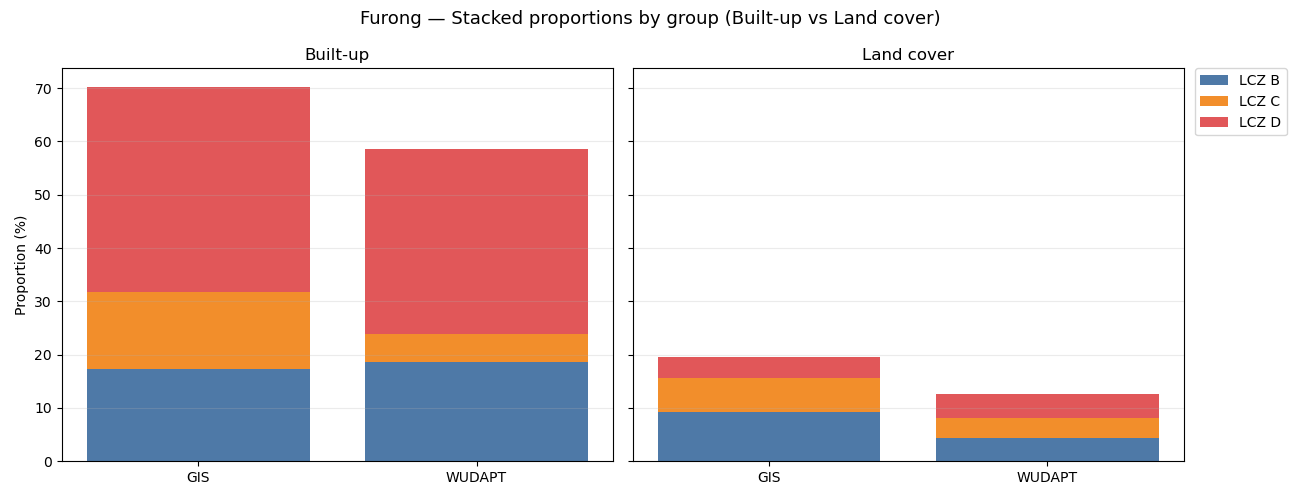 Furong — Stacked proportions by group (Built-up vs Land cover)
Built-up
Land cover
Proportion (%)
70
60
50
40
30
20
10
0
GIS
WUDAPT
GIS
WUDAPT
LCZ B
LCZ C
LCZ D